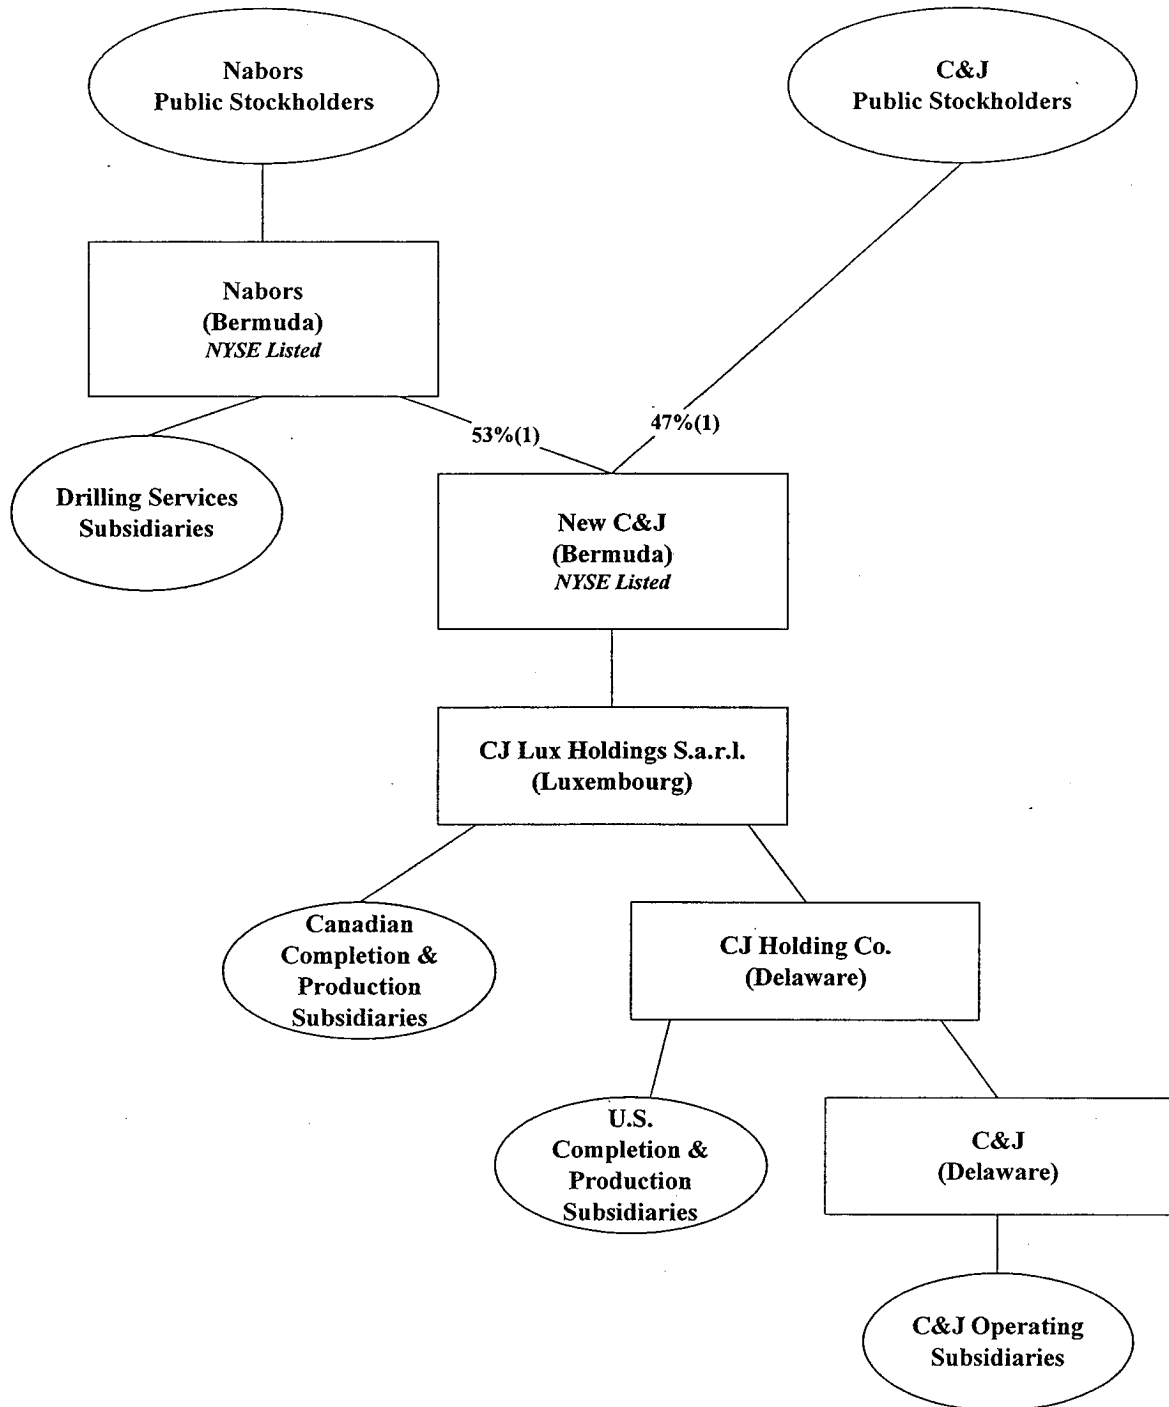 Nabors
Public Stockholders
C&J
Public Stockholders
Nabors
(Bermuda)
NYSE Listed
53%(1)
47%(1)
Drilling Services
Subsidiaries
New C&J
(Bermuda)
NYSE Listed
CJ Lux Holdings S.a.r.l.
(Luxembourg)
Canadian
Completion &
Production
Subsidiaries
CJ Holding Co.
(Delaware)
U.S.
Completion &
Production
Subsidiaries
C&J
(Delaware)
C&J Operating
Subsidiaries